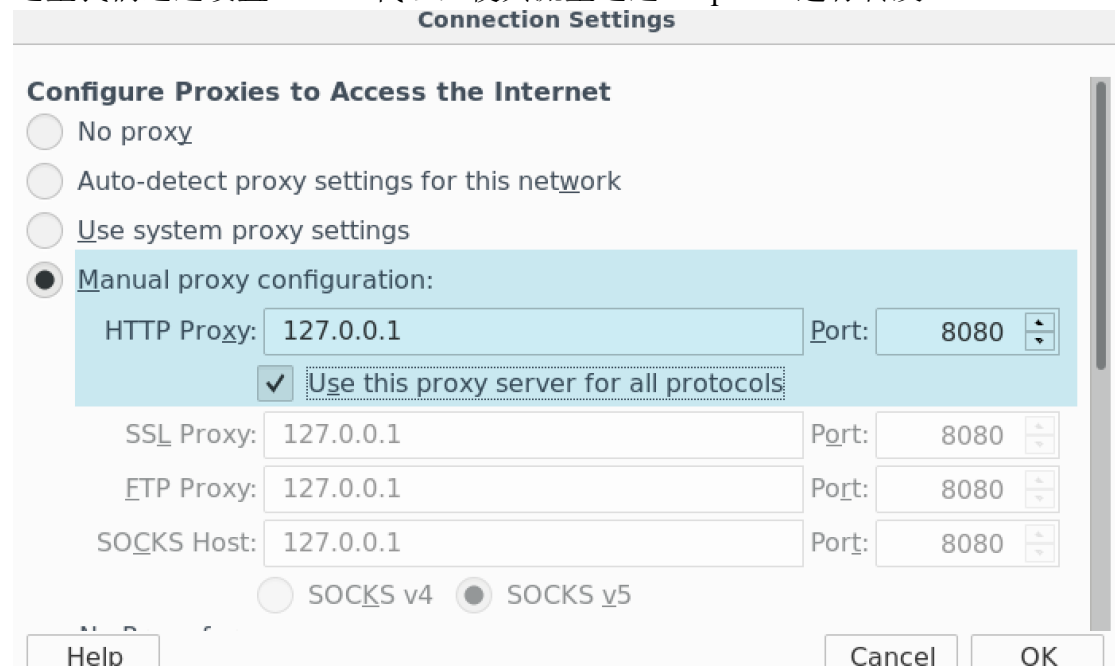 Connection Settings
Configure Proxies to Access the Internet
No proxy
Auto-detect proxy settings for this network
Use system proxy settings
Manual proxy configuration:
HTTP Proxy: 127.0.0.1 Port: 8080
Use this proxy server for all protocols
SSL Proxy: 127.0.0.1 Port: 8080
FTP Proxy: 127.0.0.1 Port: 8080
SOCKS Host: 127.0.0.1 Port: 8080
SOCKS v4 SOCKS v5
Help Cancel OK